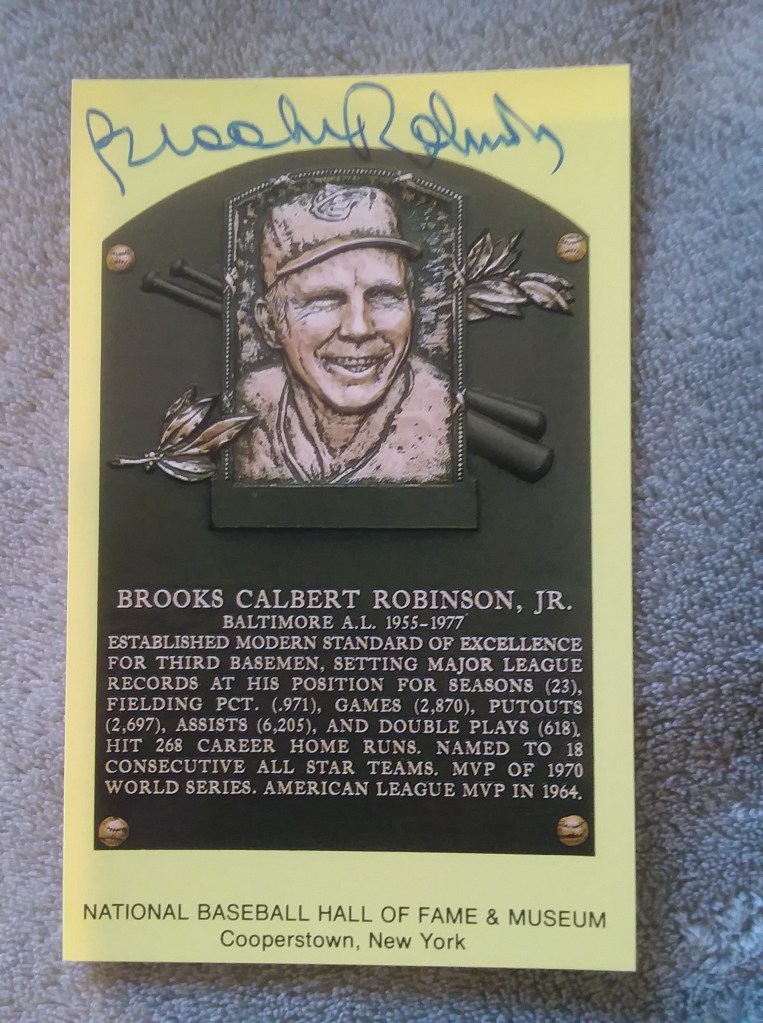 Brooks Robinson
BROOKS CALBERT ROBINSON, JR.
BALTIMORE A.L. 1955-1977
ESTABLISHED MODERN STANDARD OF EXCELLENCE
FOR THIRD BASEMEN, SETTING MAJOR LEAGUE
RECORDS AT HIS POSITION FOR SEASONS (23),
FIELDING PCT. (.971), GAMES (2,870), PUTOUTS
(2,697), ASSISTS (6,205), AND DOUBLE PLAYS (618).
HIT 268 CAREER HOME RUNS. NAMED TO 18
CONSECUTIVE ALL STAR TEAMS. MVP OF 1970
WORLD SERIES. AMERICAN LEAGUE MVP IN 1964.
NATIONAL BASEBALL HALL OF FAME & MUSEUM
Cooperstown, New York